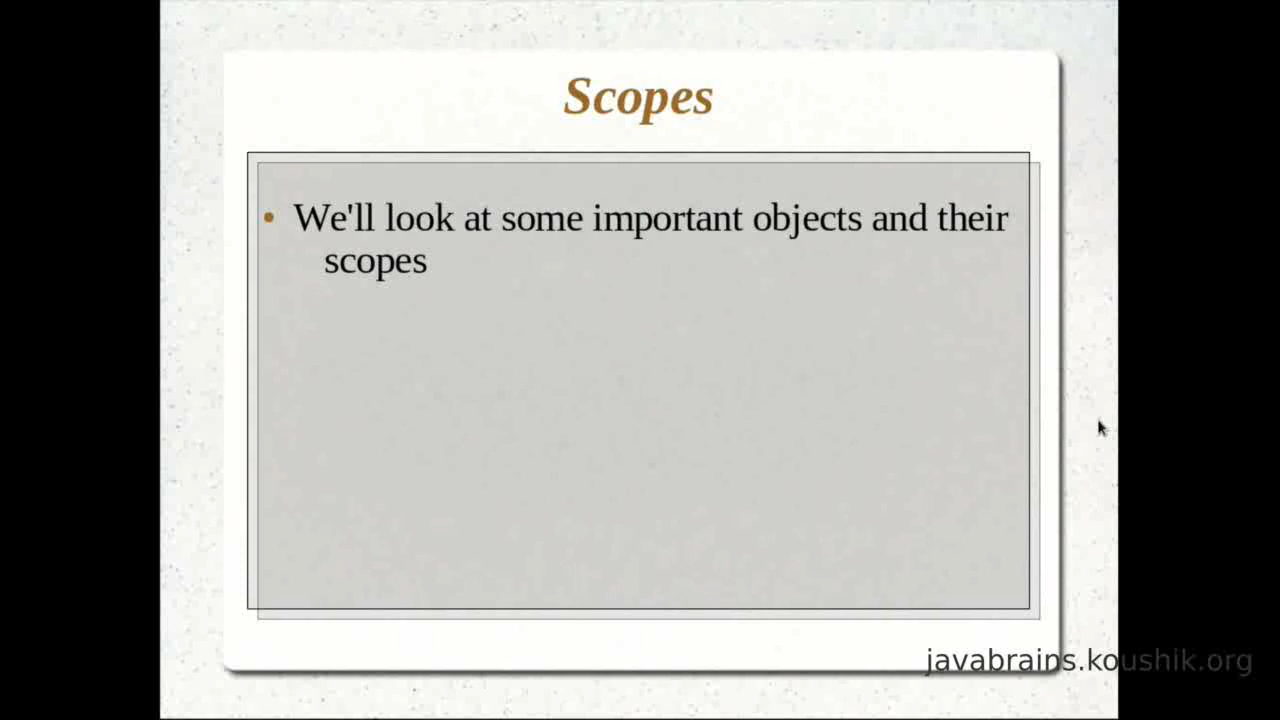 Scopes
• We'll look at some important objects and their
scopes
javabrains.koushik.org